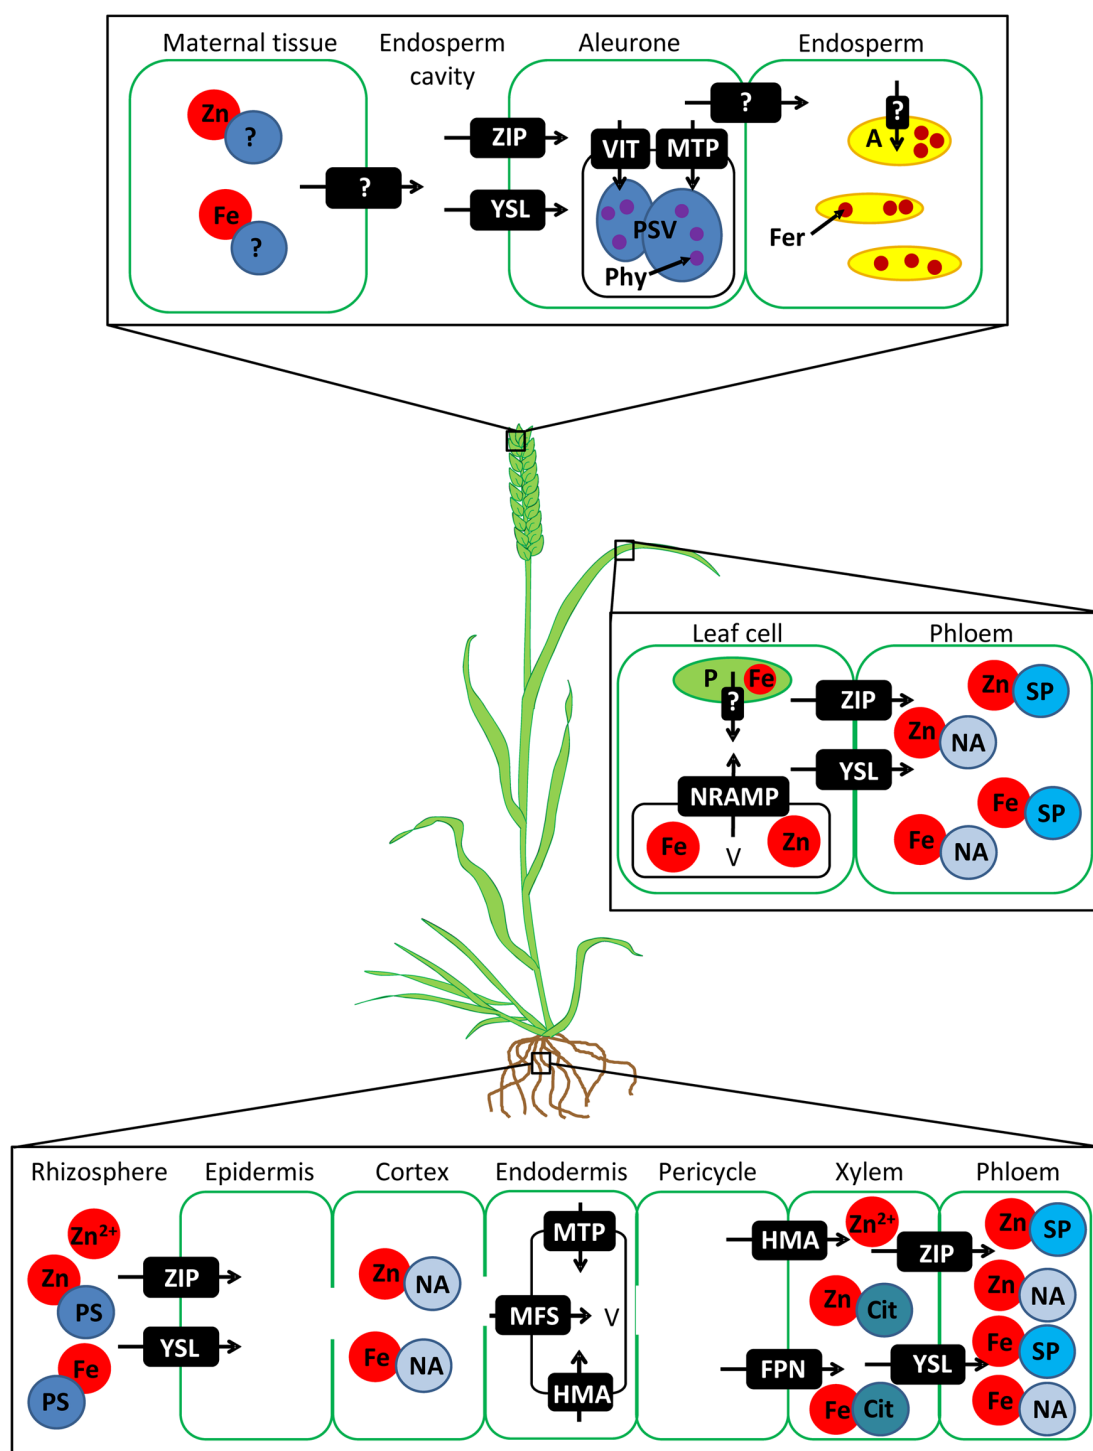 Maternal tissue
Endosperm
cavity
Aleurone
Endosperm
Zn
?
Fe
?
?
ZIP
YSL
VIT
MTP
PSV
Phy
?
?
A
Fer
Leaf cell
Phloem
P
Fe
?
ZIP
YSL
NRAMP
Fe
V
Zn
Zn
SP
Zn
NA
Fe
SP
Fe
NA
Rhizosphere
Epidermis
Cortex
Endodermis
Pericycle
Xylem
Phloem
Zn²⁺
Zn
PS
Fe
PS
ZIP
YSL
Zn
NA
Fe
NA
MTP
MFS
V
HMA
HMA
FPN
Zn²⁺
Zn
Cit
Fe
Cit
ZIP
YSL
Zn
SP
Zn
NA
Fe
SP
Fe
NA